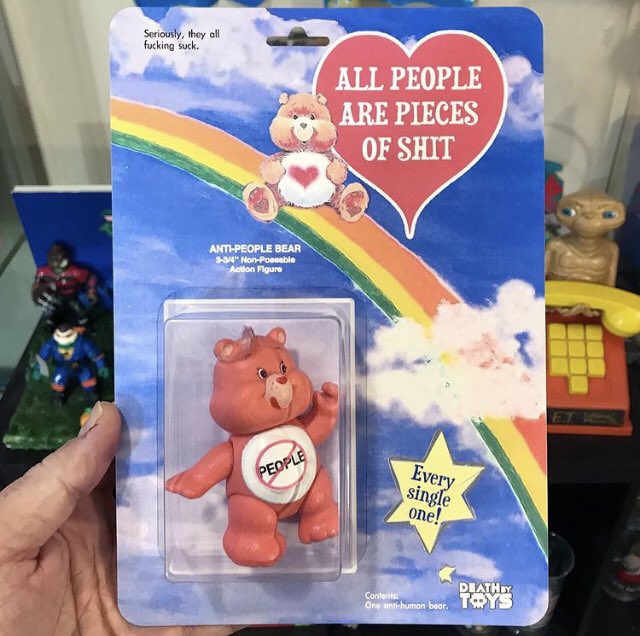 Seriously, they all
fucking suck.
ALL PEOPLE
ARE PIECES
OF SHIT
ANTI-PEOPLE BEAR
3-3/4" Non-Poseable
Action Figure
PEOPLE
Every
single
one!
Contents:
One anti-human bear.
DEATH BY
TOYS
E.T.